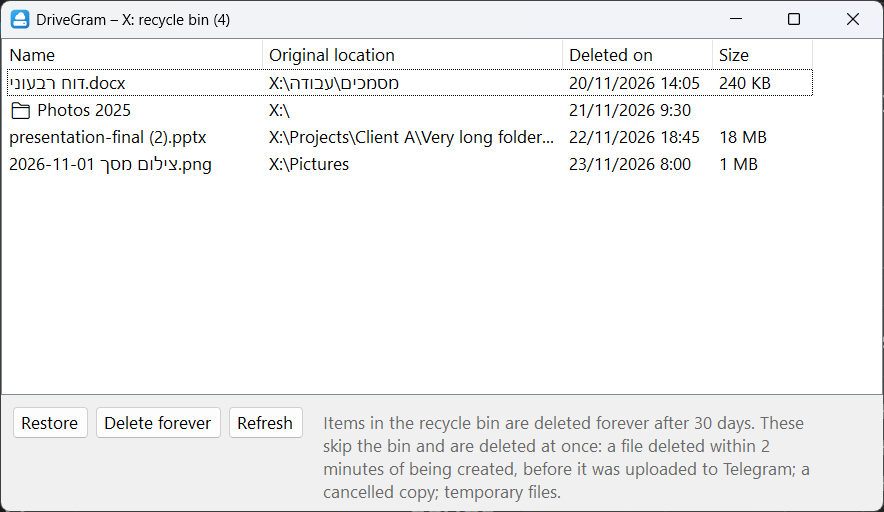 DriveGram – X: recycle bin (4)
Name Original location Deleted on Size
דוח רבעוני.docx X:\מסמכים\עבודה 20/11/2026 14:05 240 KB
Photos 2025 X:\ 21/11/2026 9:30
presentation-final (2).pptx X:\Projects\Client A\Very long folder... 22/11/2026 18:45 18 MB
צילום מסך 2026-11-01.png X:\Pictures 23/11/2026 8:00 1 MB
Restore Delete forever Refresh
Items in the recycle bin are deleted forever after 30 days. These
skip the bin and are deleted at once: a file deleted within 2
minutes of being created, before it was uploaded to Telegram; a
cancelled copy; temporary files.